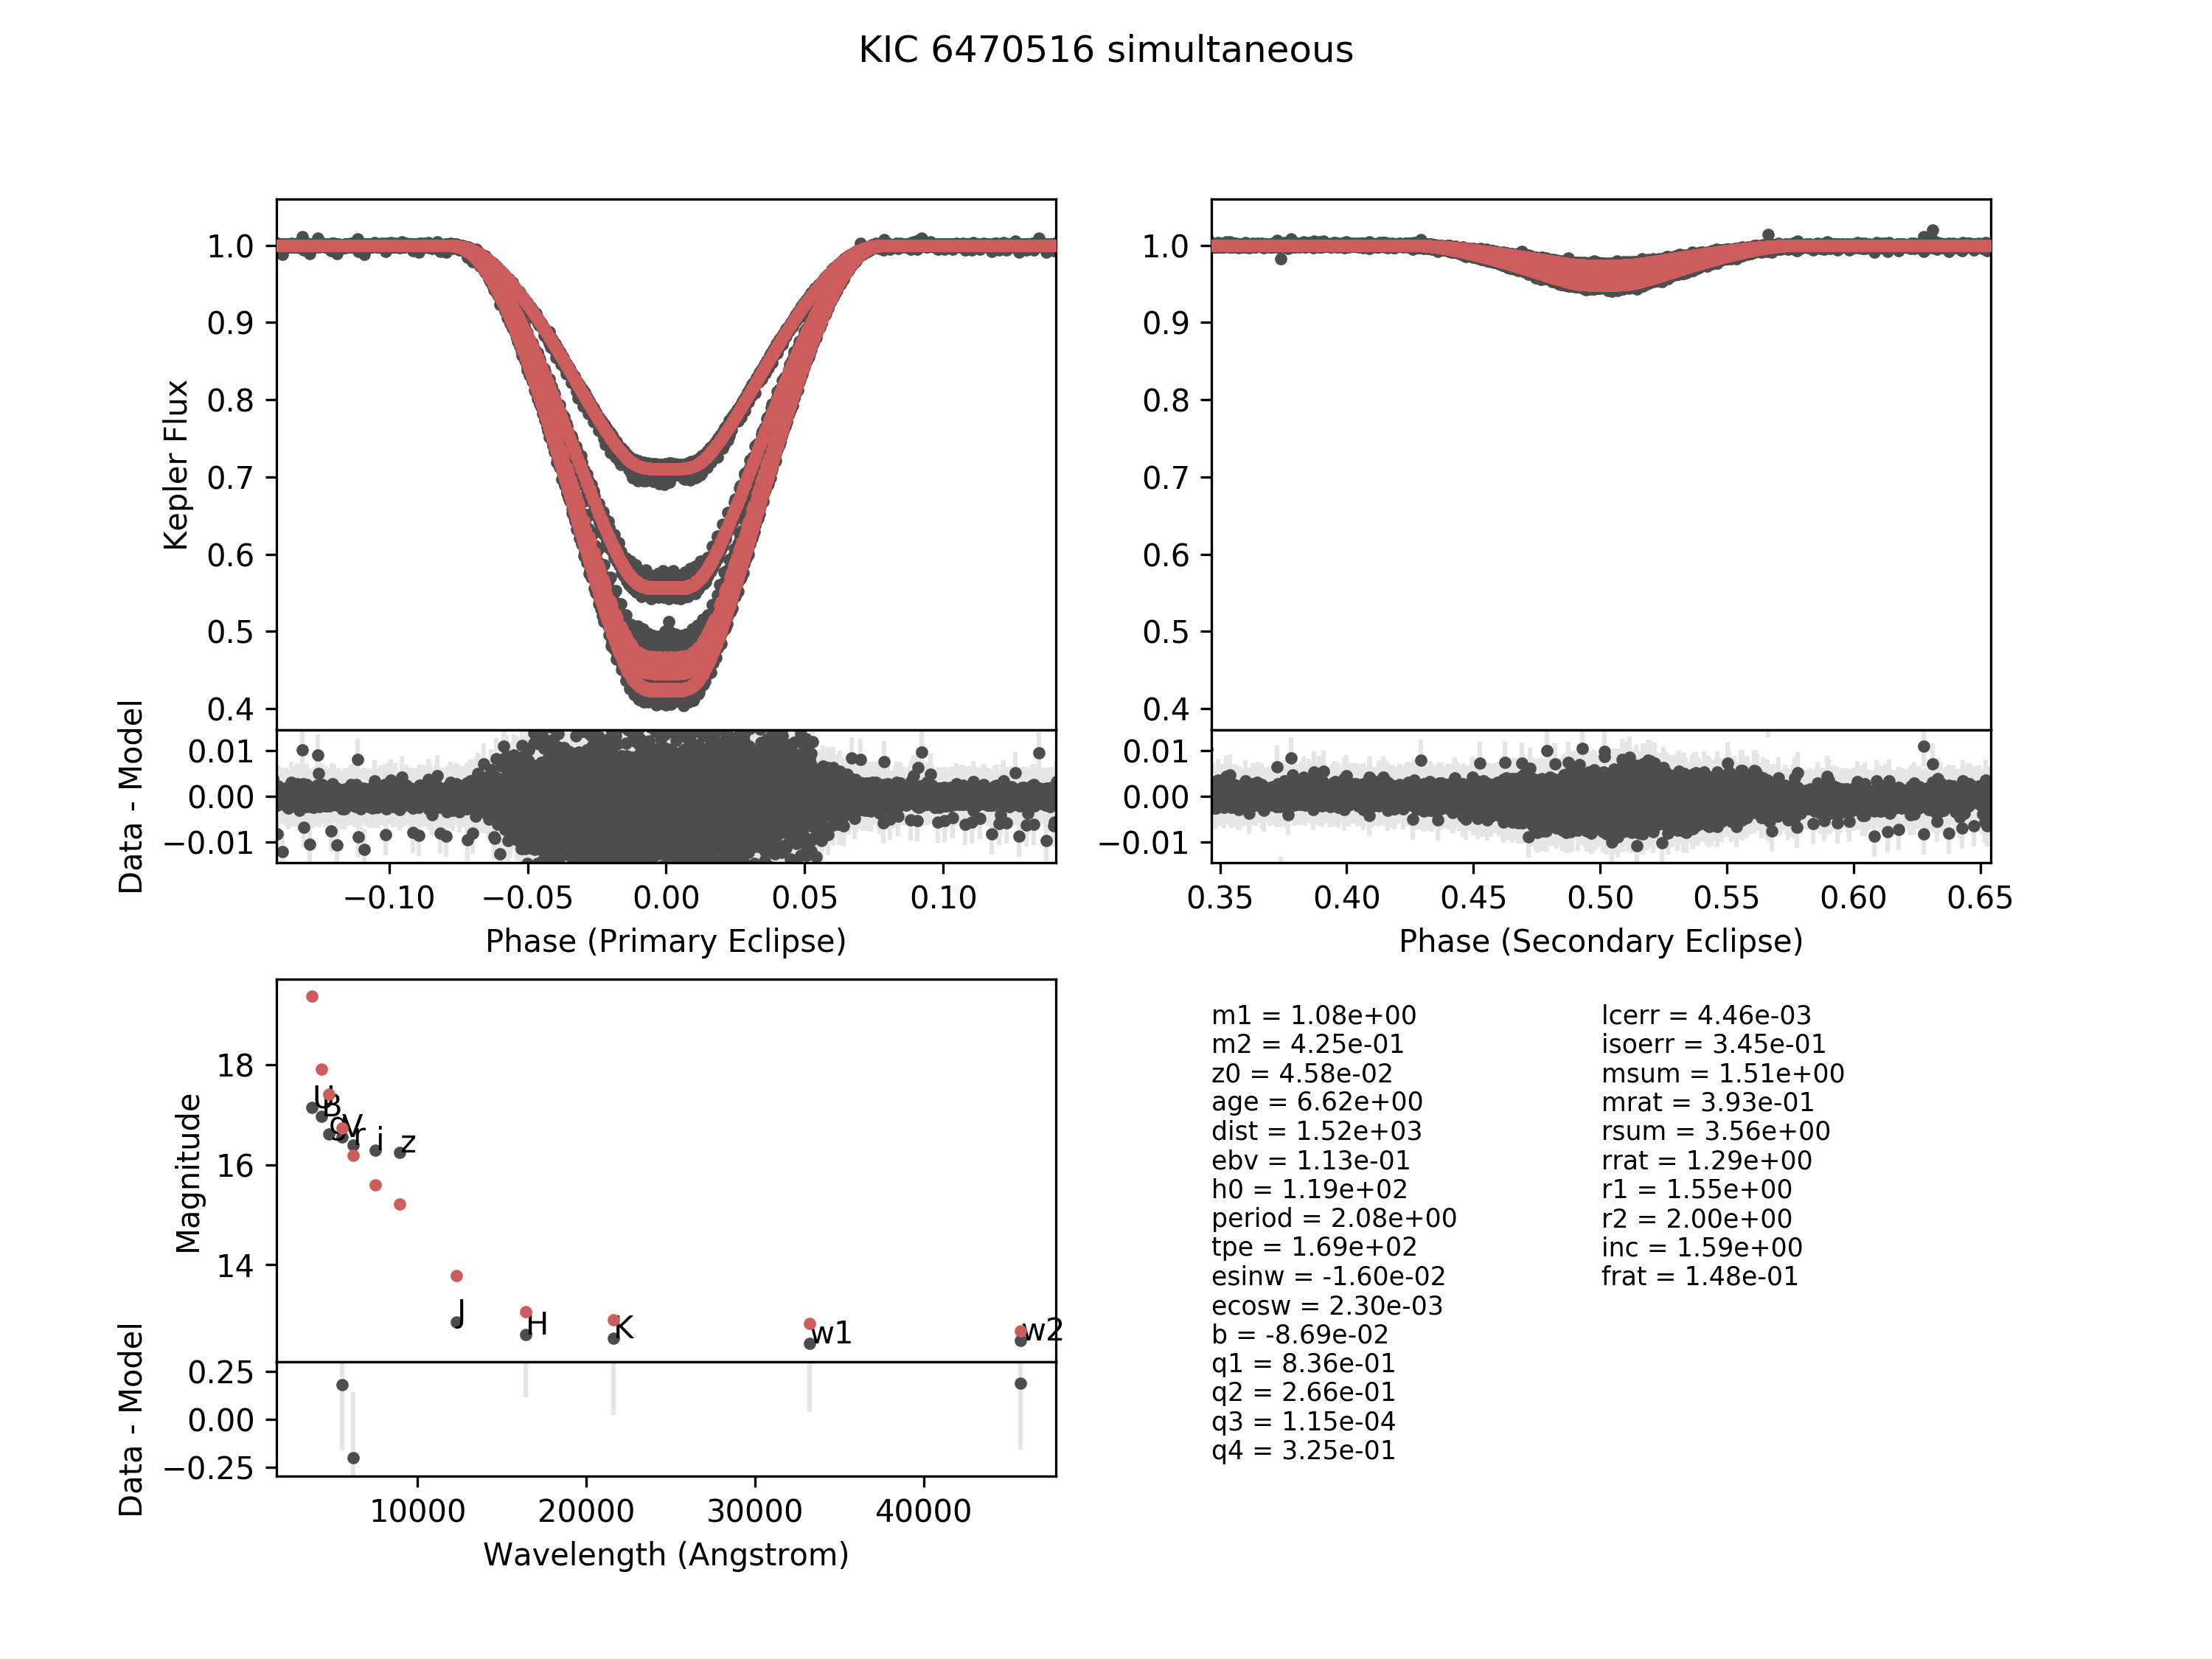 KIC 6470516 simultaneous
1.0
0.9
0.8
0.7
0.6
0.5
0.4
Kepler Flux
0.01
0.00
−0.01
Data - Model
−0.10
−0.05
0.00
0.05
0.10
Phase (Primary Eclipse)
1.0
0.9
0.8
0.7
0.6
0.5
0.4
0.01
0.00
−0.01
0.35
0.40
0.45
0.50
0.55
0.60
0.65
Phase (Secondary Eclipse)
18
16
14
Magnitude
U
B
g
V
r
i
z
J
H
K
w1
w2
0.25
0.00
−0.25
Data - Model
10000
20000
30000
40000
Wavelength (Angstrom)
m1 = 1.08e+00
m2 = 4.25e-01
z0 = 4.58e-02
age = 6.62e+00
dist = 1.52e+03
ebv = 1.13e-01
h0 = 1.19e+02
period = 2.08e+00
tpe = 1.69e+02
esinw = -1.60e-02
ecosw = 2.30e-03
b = -8.69e-02
q1 = 8.36e-01
q2 = 2.66e-01
q3 = 1.15e-04
q4 = 3.25e-01
lcerr = 4.46e-03
isoerr = 3.45e-01
msum = 1.51e+00
mrat = 3.93e-01
rsum = 3.56e+00
rrat = 1.29e+00
r1 = 1.55e+00
r2 = 2.00e+00
inc = 1.59e+00
frat = 1.48e-01